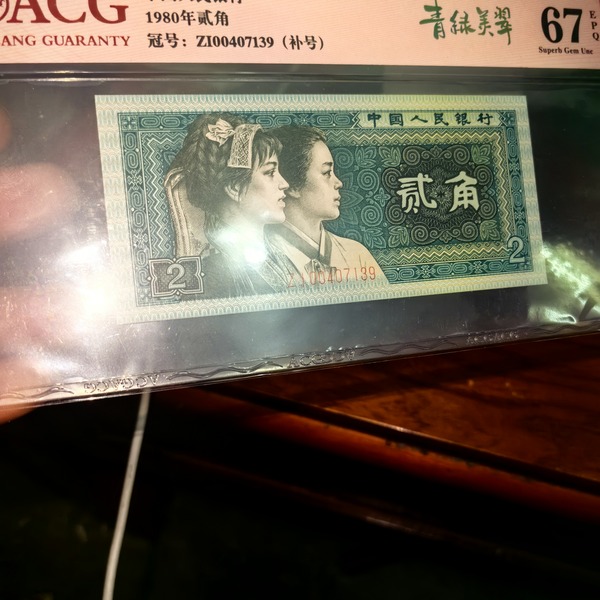 ACG
ANG GUARANTY
1980年贰角
冠号：ZI00407139（补号）
青绿美翠
67
EPQ
Superb Gem Unc
中国人民银行
贰角
2
2
ZI00407139